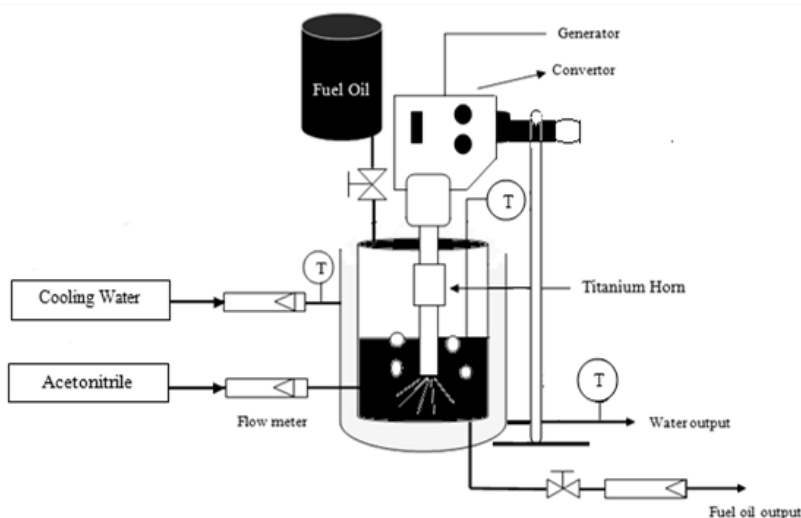 Generator
Convertor
Fuel Oil
T
T
Cooling Water
Titanium Horn
T
Acetonitrile
Flow meter
Water output
Fuel oil output